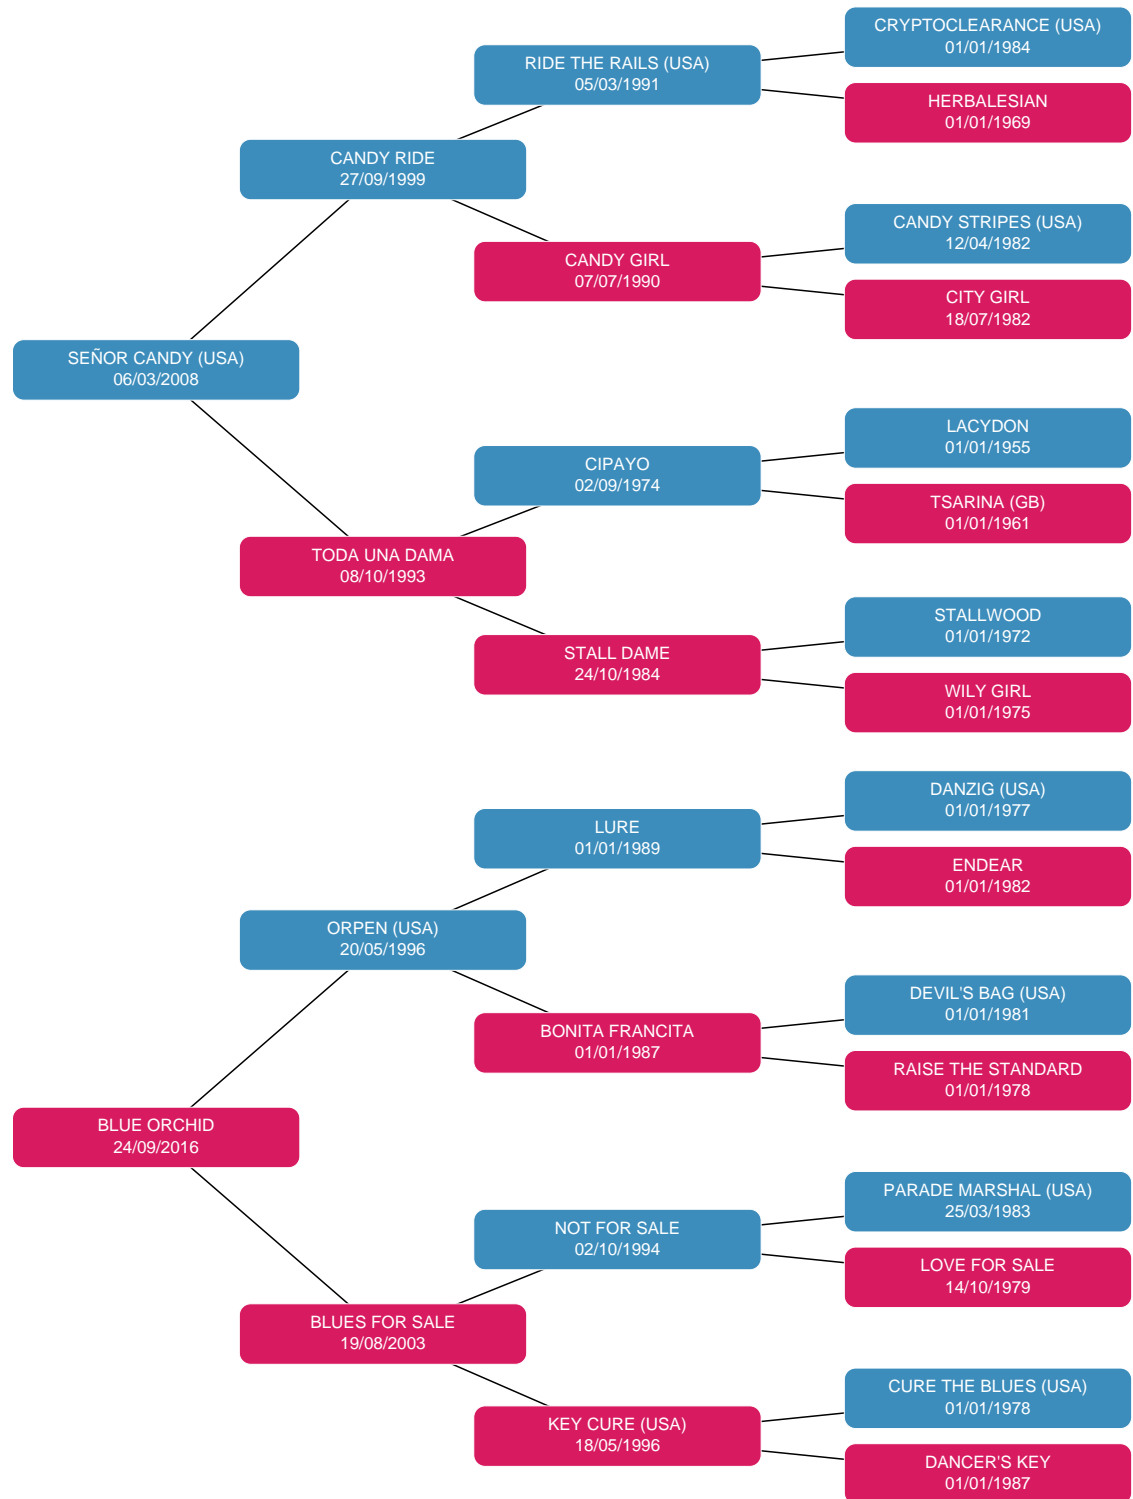 CRYPTOCLEARANCE (USA)
01/01/1984
RIDE THE RAILS (USA)
05/03/1991
HERBALESIAN
01/01/1969
CANDY RIDE
27/09/1999
CANDY STRIPES (USA)
12/04/1982
CANDY GIRL
07/07/1990
CITY GIRL
18/07/1982
SEÑOR CANDY (USA)
06/03/2008
LACYDON
01/01/1955
CIPAYO
02/09/1974
TSARINA (GB)
01/01/1961
TODA UNA DAMA
08/10/1993
STALLWOOD
01/01/1972
STALL DAME
24/10/1984
WILY GIRL
01/01/1975
DANZIG (USA)
01/01/1977
LURE
01/01/1989
ENDEAR
01/01/1982
ORPEN (USA)
20/05/1996
DEVIL'S BAG (USA)
01/01/1981
BONITA FRANCITA
01/01/1987
RAISE THE STANDARD
01/01/1978
BLUE ORCHID
24/09/2016
PARADE MARSHAL (USA)
25/03/1983
NOT FOR SALE
02/10/1994
LOVE FOR SALE
14/10/1979
BLUES FOR SALE
19/08/2003
CURE THE BLUES (USA)
01/01/1978
KEY CURE (USA)
18/05/1996
DANCER'S KEY
01/01/1987